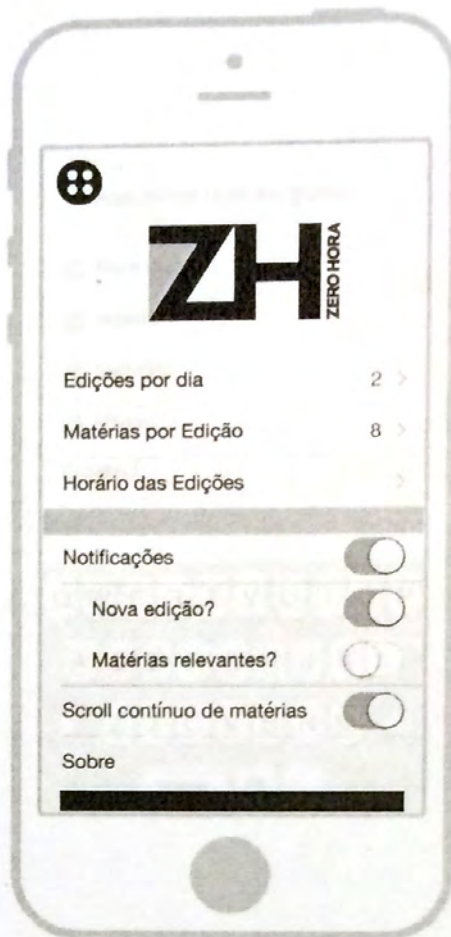 ZH
ZERO HORA
Edições por dia 2 >
Matérias por Edição 8 >
Horário das Edições >
Notificações
Nova edição?
Matérias relevantes?
Scroll contínuo de matérias
Sobre